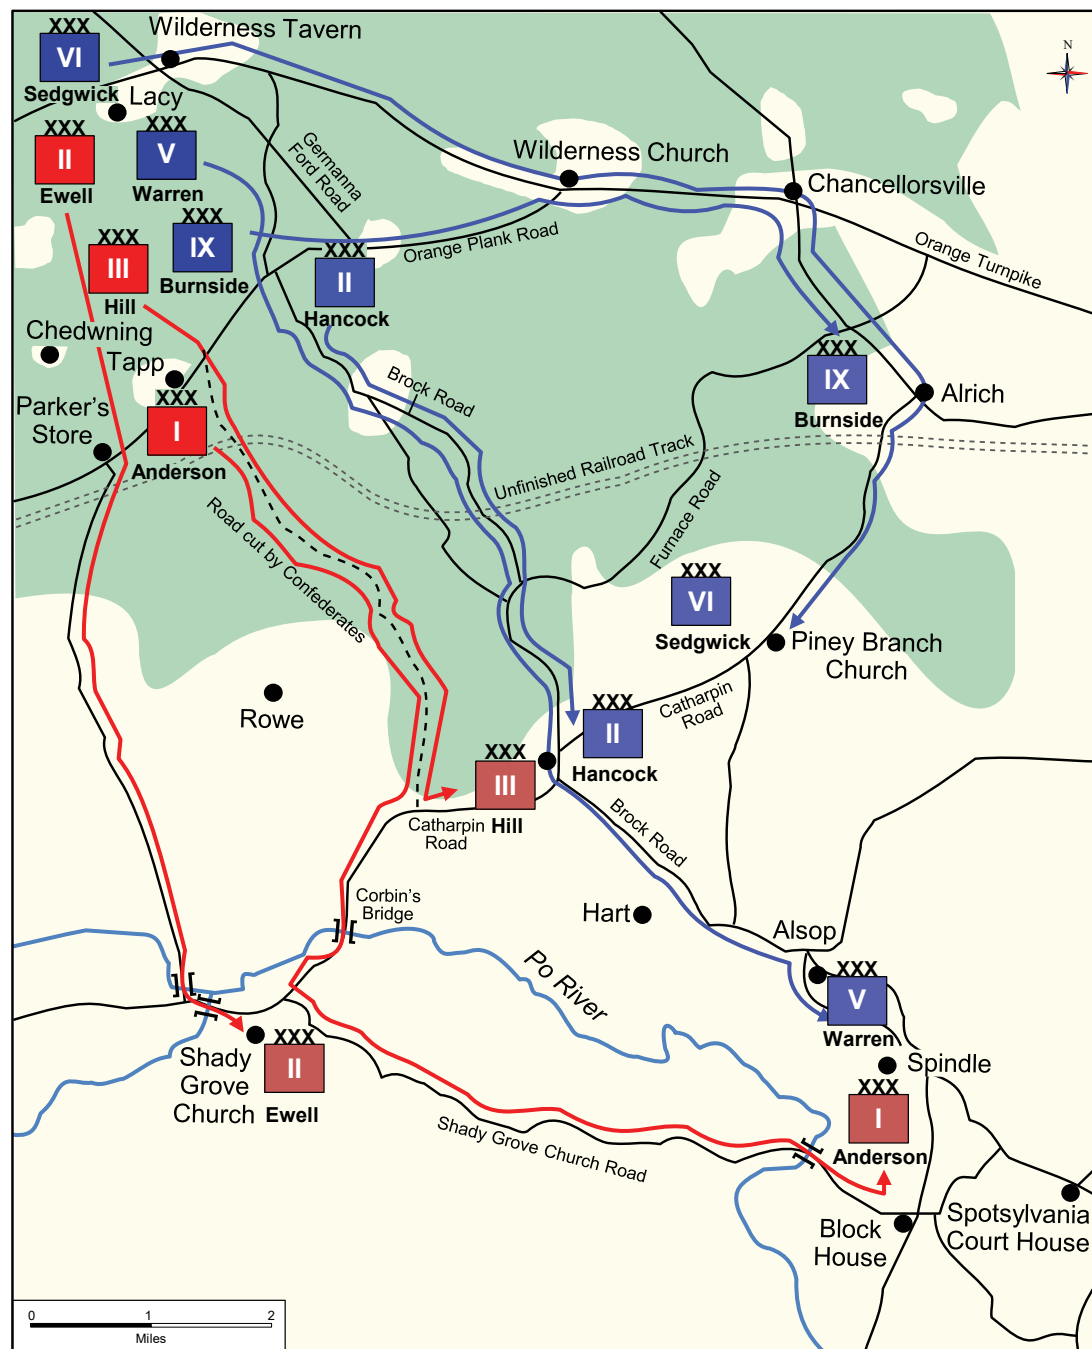 XXX
VI
Sedgwick
Wilderness Tavern
N
Lacy
XXX
II
Ewell
XXX
V
Warren
Germanna
Ford Road
Wilderness Church
Chancellorsville
XXX
III
Hill
XXX
IX
Burnside
XXX
II
Hancock
Orange Plank Road
Orange Turnpike
Chedwning
Tapp
XXX
I
Anderson
Parker's
Store
Brock Road
XXX
IX
Burnside
Alrich
Unfinished Railroad Track
Road cut by Confederates
Furnace Road
XXX
VI
Sedgwick
Piney Branch
Church
Rowe
Catharpin
Road
XXX
II
Hancock
XXX
III
Hill
Catharpin
Road
Brock Road
Corbin's
Bridge
Hart
Alsop
Po River
XXX
V
Warren
Shady
Grove
Church
XXX
II
Ewell
Spindle
XXX
I
Anderson
Shady Grove Church Road
Block
House
Spotsylvania
Court House
0 1 2
Miles